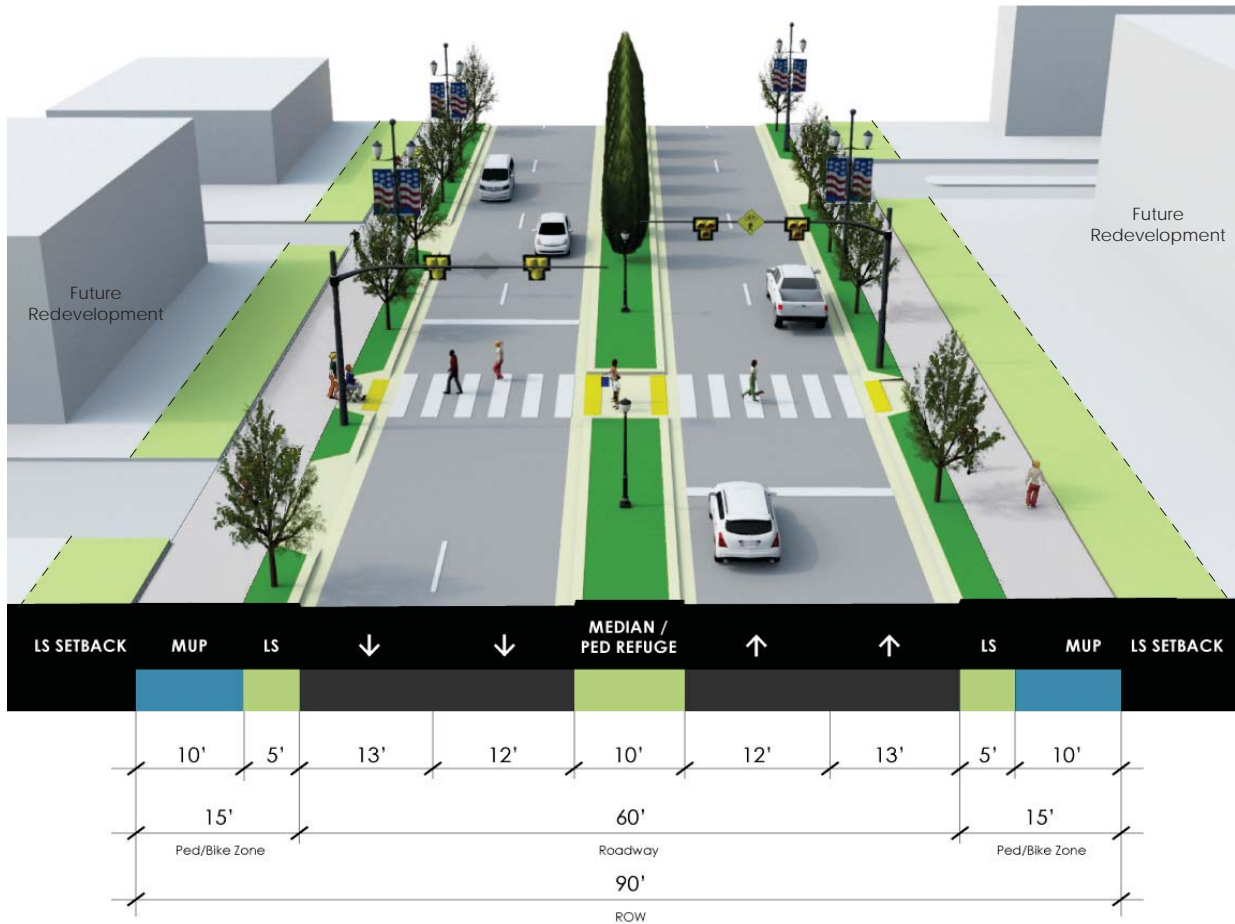 Future
Redevelopment
Future
Redevelopment
LS SETBACK MUP LS ↓ ↓ MEDIAN / PED REFUGE ↑ ↑ LS MUP LS SETBACK
10' 5' 13' 12' 10' 12' 13' 5' 10'
15' 60' 15'
Ped/Bike Zone Roadway Ped/Bike Zone
90'
ROW